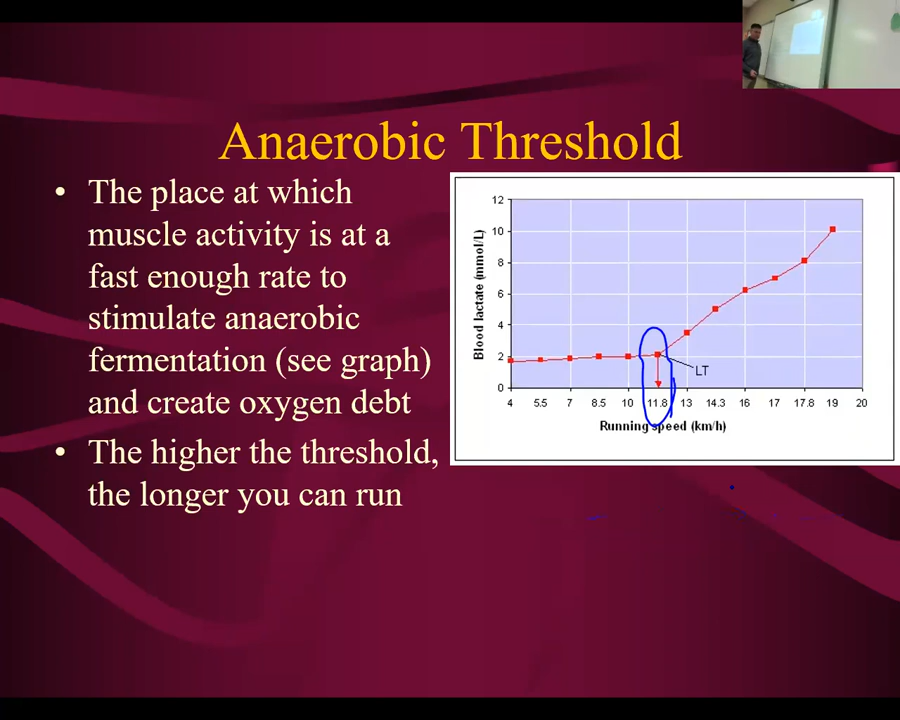 Anaerobic Threshold
• The place at which
muscle activity is at a
fast enough rate to
stimulate anaerobic
fermentation (see graph)
and create oxygen debt
• The higher the threshold,
the longer you can run
Blood lactate (mmol/L)
12
10
8
6
4
2
0
LT
4 5.5 7 8.5 10 11.8 13 14.3 16 17 17.8 19 20
Running speed (km/h)